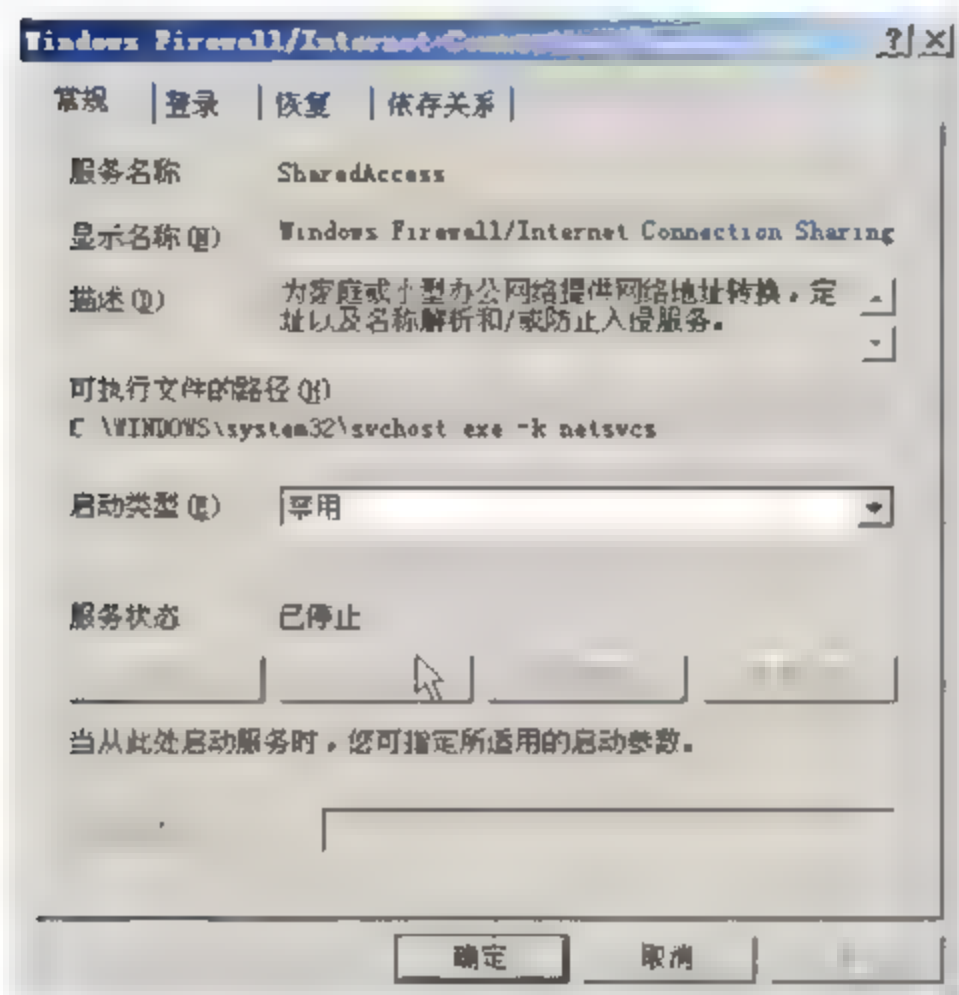 Windows Firewall/Internet
常规 登录 恢复 依存关系
服务名称 SharedAccess
显示名称(N) Windows Firewall/Internet Connection Sharing
描述(D) 为家庭或小型办公网络提供网络地址转换，定
址以及名称解析和/或防止入侵服务。
可执行文件的路径(H)
C \WINDOWS\system32\svchost exe -k netsvcs
启动类型(E) 禁用
服务状态 已停止
当从此处启动服务时，您可指定所适用的启动参数。
确定 取消